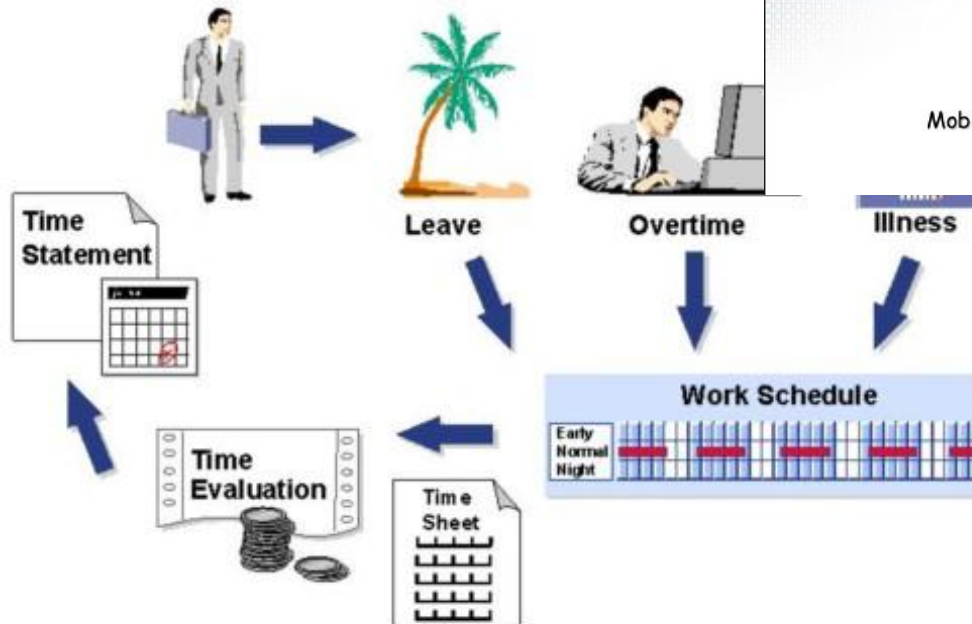 Mob
Time
Statement
Leave
Overtime
Illness
Work Schedule
Early
Normal
Night
Time
Evaluation
Time
Sheet